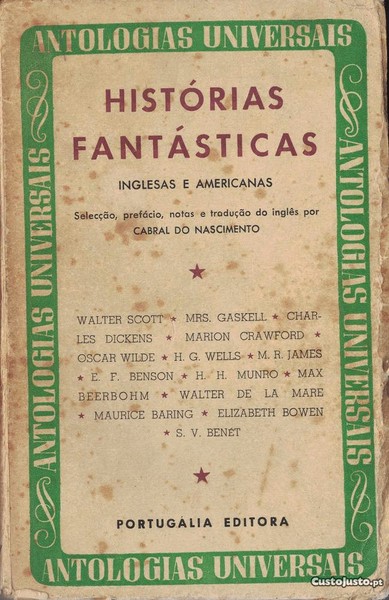 ANTOLOGIAS UNIVERSAIS
HISTÓRIAS
FANTÁSTICAS
INGLESAS E AMERICANAS
Selecção, prefácio, notas e tradução do inglês por
CABRAL DO NASCIMENTO
★
WALTER SCOTT ★ MRS. GASKELL ★ CHAR-
LES DICKENS ★ MARION CRAWFORD ★
OSCAR WILDE ★ H. G. WELLS ★ M. R. JAMES
★ E. F. BENSON ★ H. H. MUNRO ★ MAX
BEERBOHM ★ WALTER DE LA MARE
★ MAURICE BARING ★ ELIZABETH BOWEN
★ S. V. BENÉT
★
PORTUGÁLIA EDITORA
ANTOLOGIAS UNIVERSAIS
ANTOLOGIAS UNIVERSAIS
ANTOLOGIAS UNIVERSAIS
CustoJusto.pt